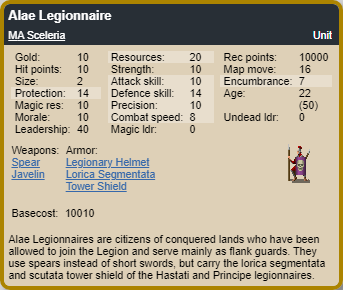 Alae Legionnaire
MA Sceleria Unit
Gold: 10 Resources: 20 Rec points: 10000
Hit points: 10 Strength: 10 Map move: 16
Size: 2 Attack skill: 10 Encumbrance: 7
Protection: 14 Defence skill: 14 Age: 22
Magic res: 10 Precision: 10 (50)
Morale: 10 Combat speed: 8 Undead ldr: 0
Leadership: 40 Magic ldr: 0
Weapons: Armor:
Spear Legionary Helmet
Javelin Lorica Segmentata
Tower Shield
Basecost: 10010
Alae Legionnaires are citizens of conquered lands who have been
allowed to join the Legion and serve mainly as flank guards. They
use spears instead of short swords, but carry the lorica segmentata
and scutata tower shield of the Hastati and Principe legionnaires.